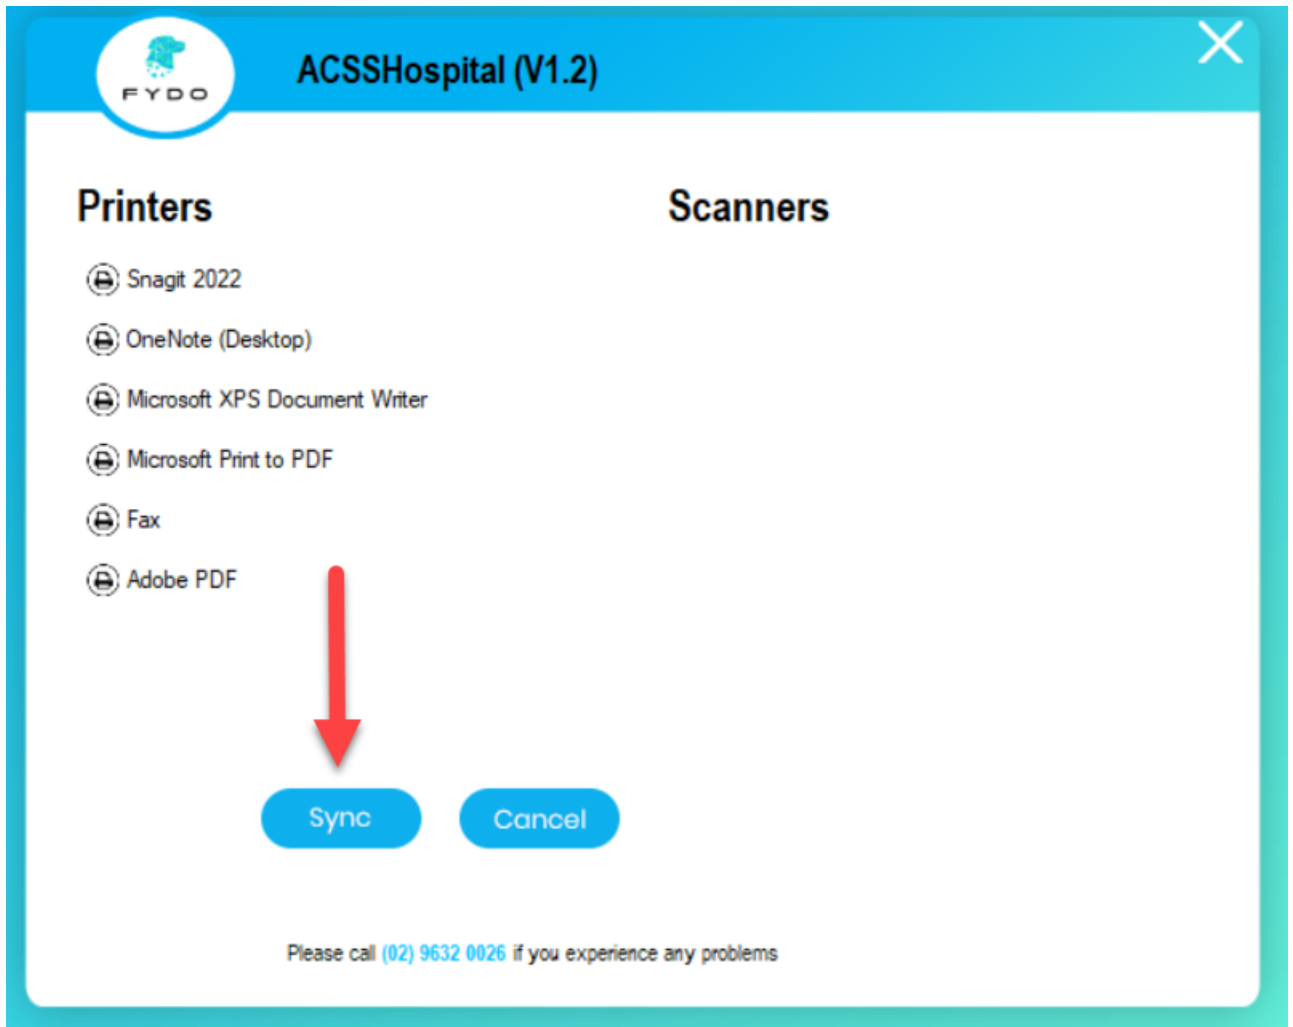 FYDO
ACSSHospital (V1.2)
Printers
Scanners
Snagit 2022
OneNote (Desktop)
Microsoft XPS Document Writer
Microsoft Print to PDF
Fax
Adobe PDF
Sync
Cancel
Please call (02) 9632 0026 if you experience any problems